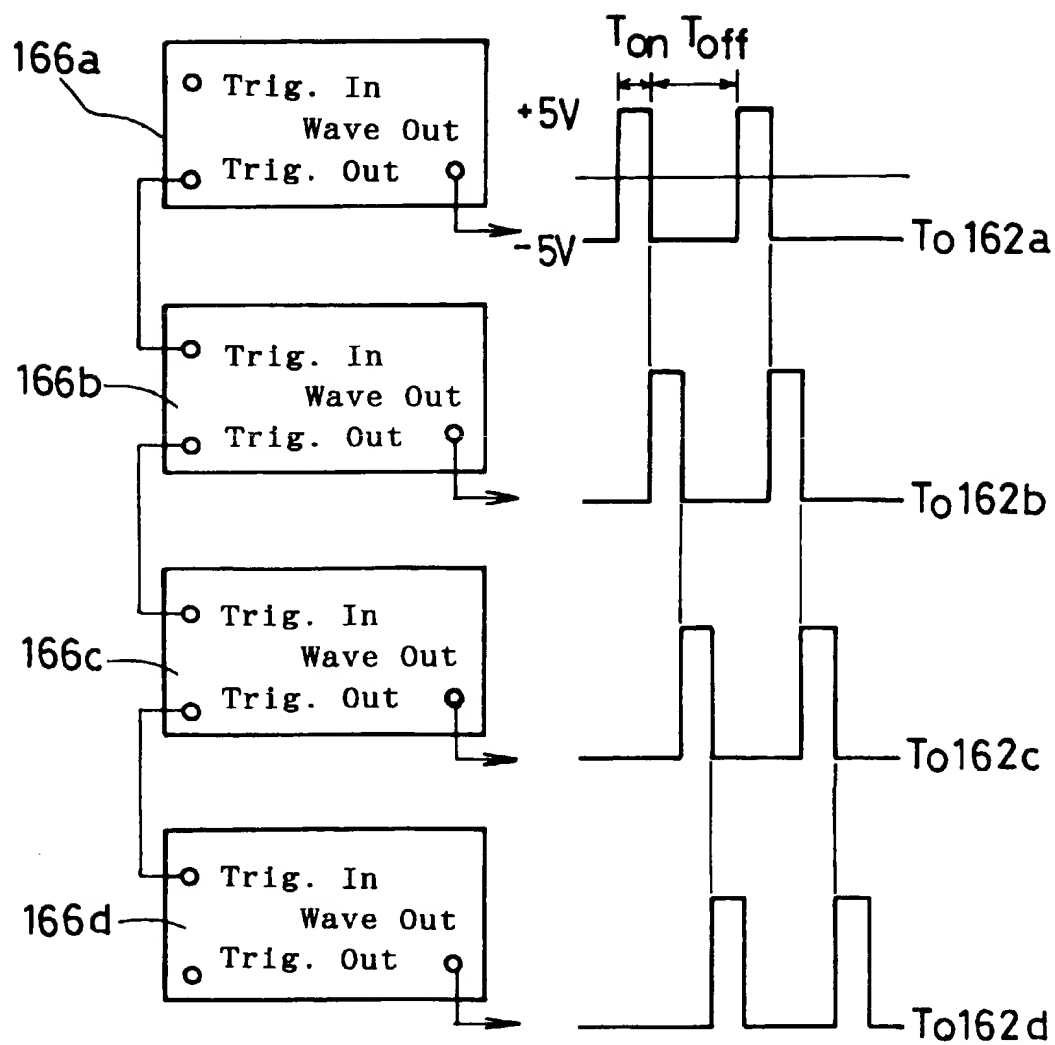 Ton Toff
166a
Trig. In
Wave Out
Trig. Out
+5V
-5V
To 162a
166b
Trig. In
Wave Out
Trig. Out
To 162b
166c
Trig. In
Wave Out
Trig. Out
To 162c
166d
Trig. In
Wave Out
Trig. Out
To 162d